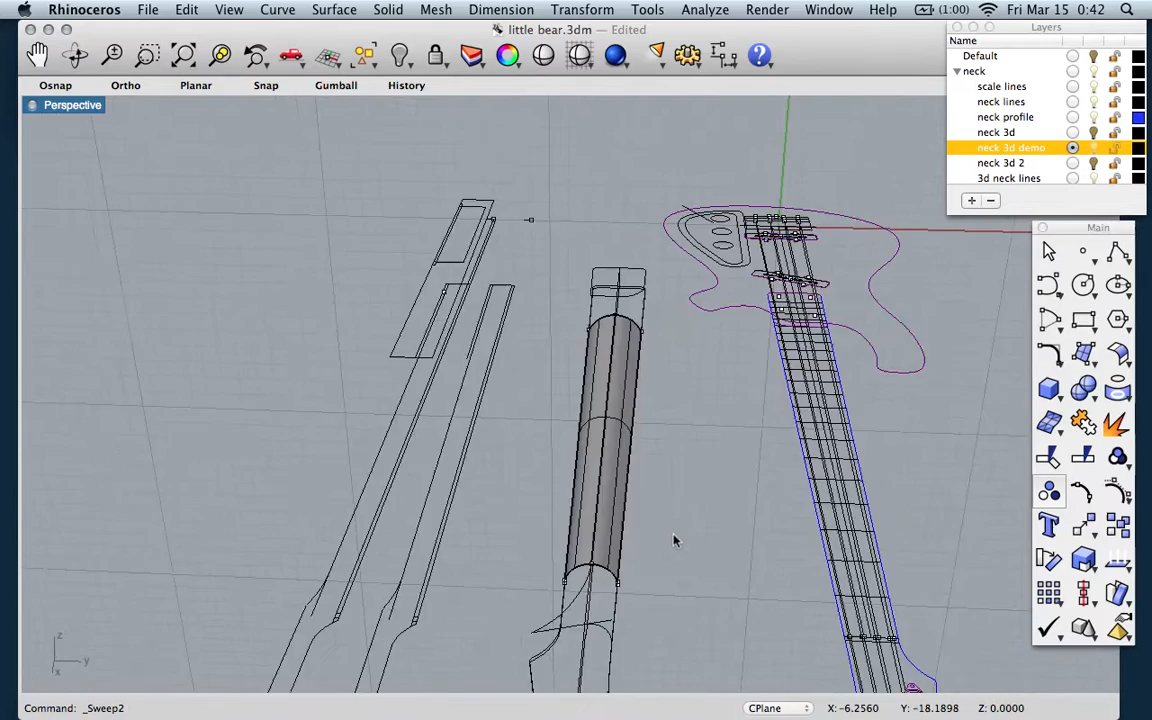 Rhinoceros File Edit View Curve Surface Solid Mesh Dimension Transform Tools Analyze Render Window Help (1:00) Fri Mar 15 0:42
little bear.3dm — Edited
Layers
Name
Default
neck
scale lines
neck lines
neck profile
neck 3d
neck 3d demo
neck 3d 2
3d neck lines
Osnap Ortho Planar Snap Gumball History
Perspective
Main
z
y
x
Command: _Sweep2 CPlane X: -6.2560 Y: -18.1898 Z: 0.0000